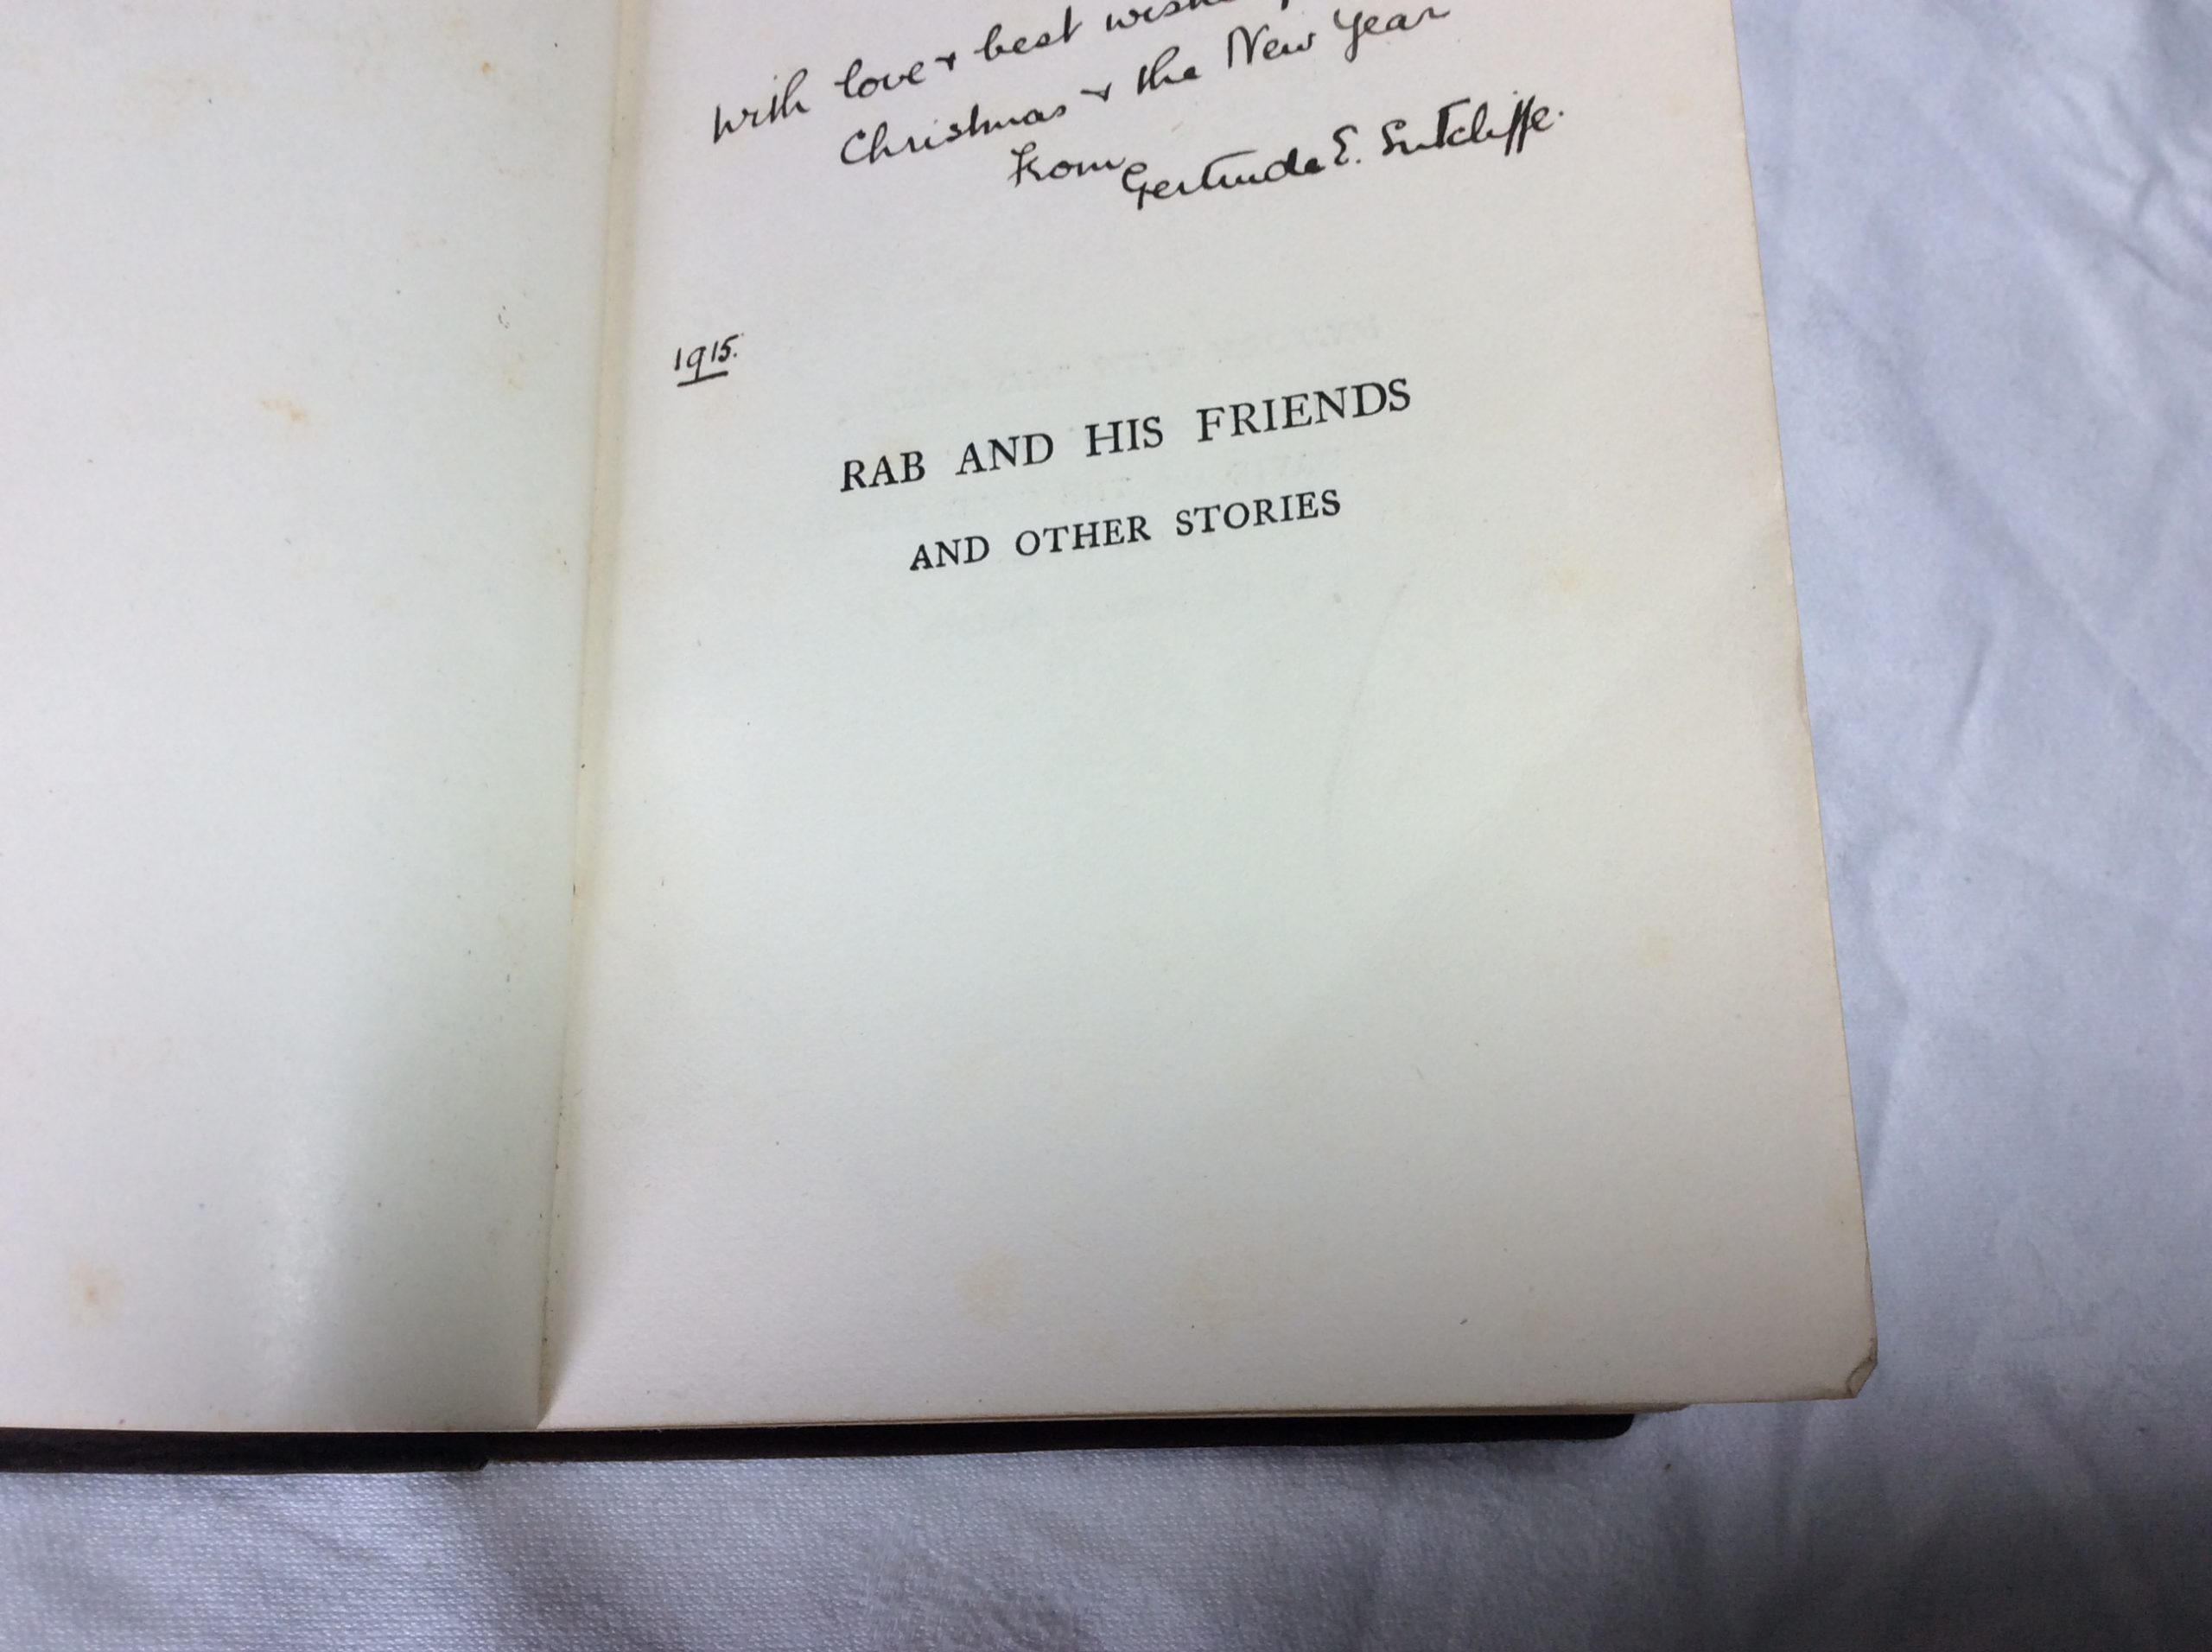 With love & best wishes
Christmas & the New Year
From Gertrude E. Sutcliffe.
1915.
RAB AND HIS FRIENDS
AND OTHER STORIES